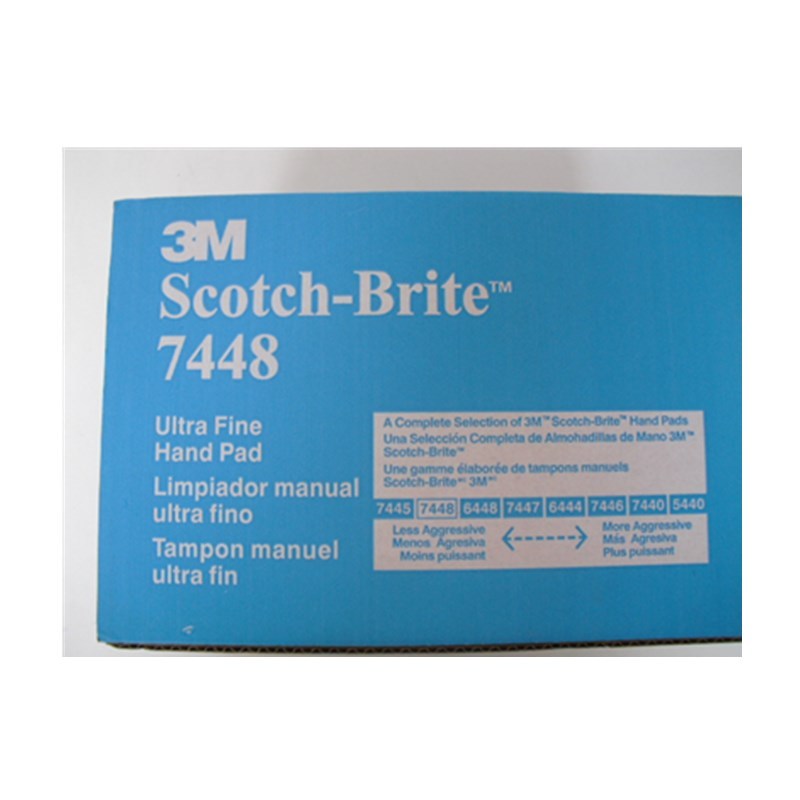 3M
Scotch-Brite™
7448
Ultra Fine
Hand Pad
Limpiador manual
ultra fino
Tampon manuel
ultra fin
A Complete Selection of 3M™ Scotch-Brite™ Hand Pads
Una Selección Completa de Almohadillas de Mano 3M™
Scotch-Brite™
Une gamme élaborée de tampons manuels
Scotch-Brite 3M
7445 7448 6448 7447 6444 7446 7440 5440
Less Aggressive More Aggressive
Menos Agresiva Más Agresiva
Moins puissant Plus puissant